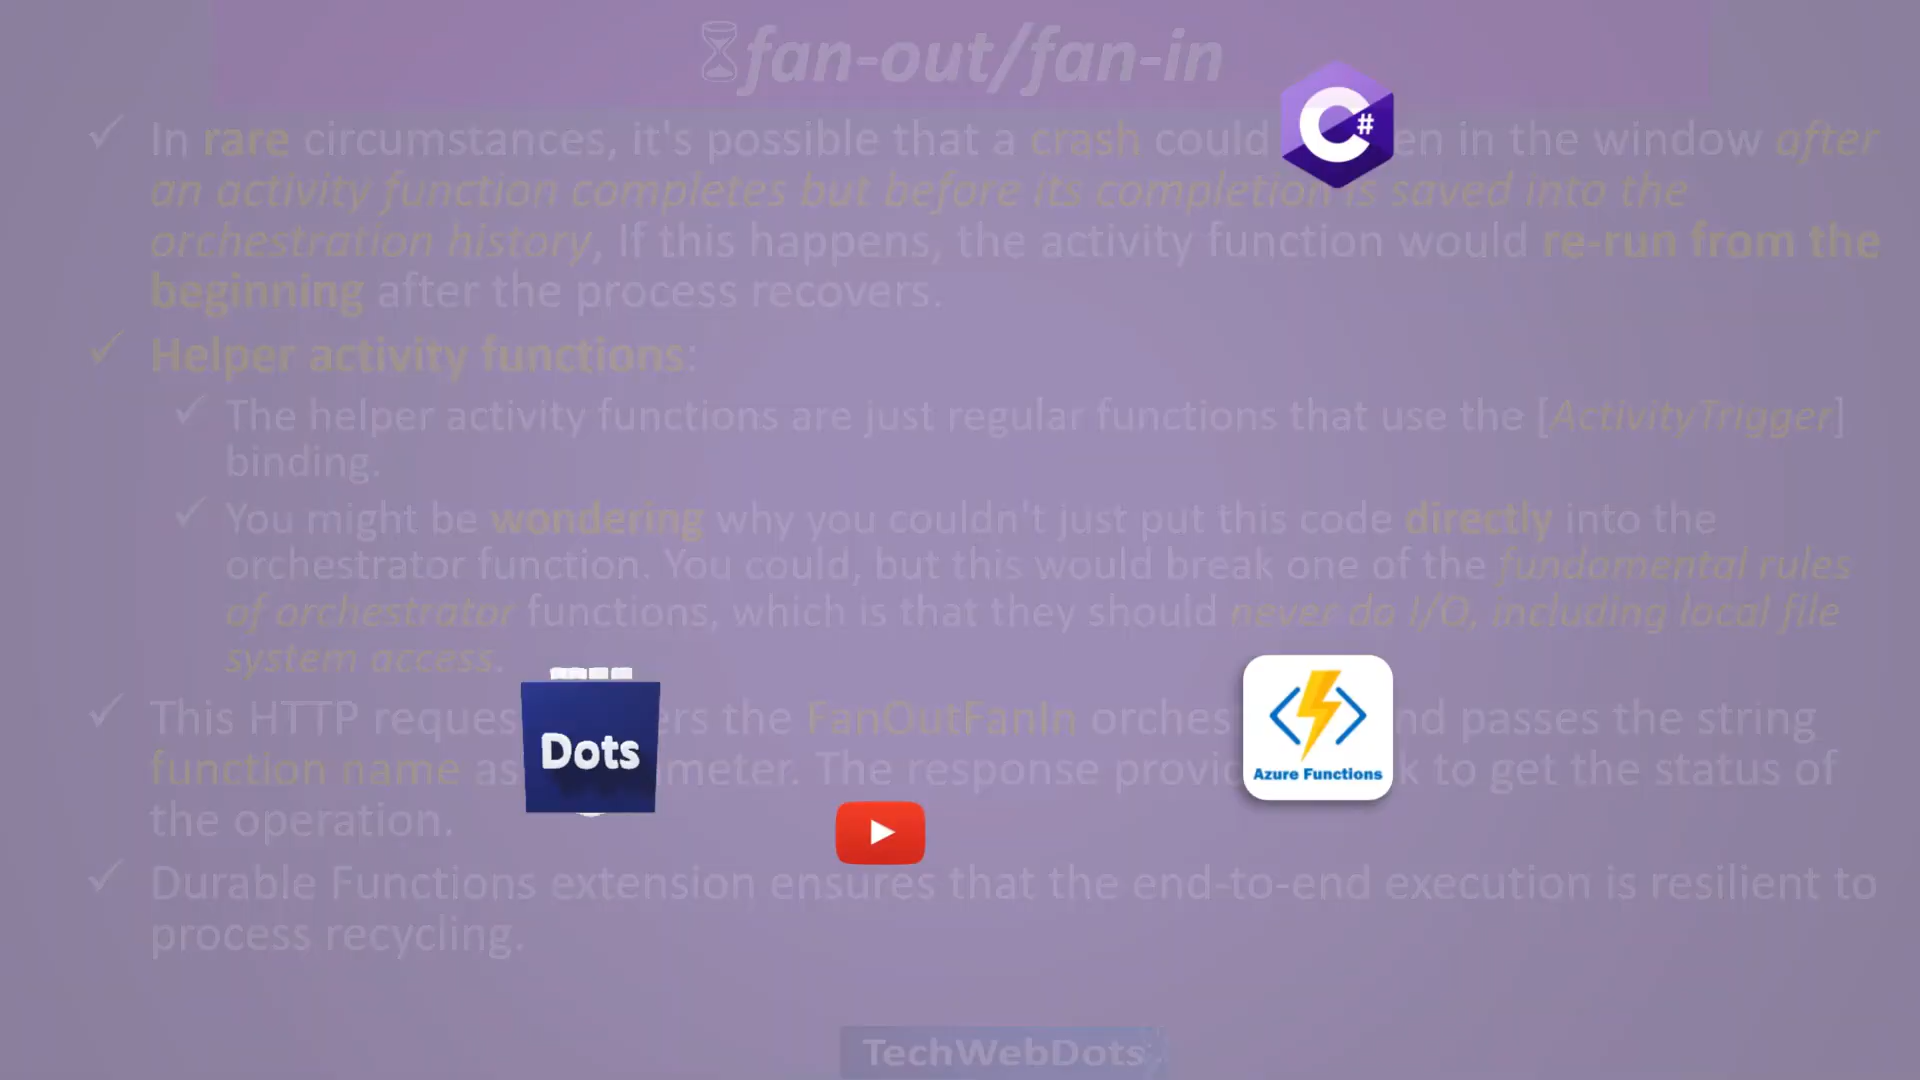 fan-out/fan-in
In rare circumstances, it's possible that a crash could en in the window after
an activity function completes but before its completion is saved into the
orchestration history, If this happens, the activity function would re-run from the
beginning after the process recovers.
Helper activity functions:
The helper activity functions are just regular functions that use the [ActivityTrigger]
binding.
You might be wondering why you couldn't just put this code directly into the
orchestrator function. You could, but this would break one of the fundamental rules
of orchestrator functions, which is that they should never do I/O, including local file
system access.
This HTTP reques ers the FanOutFanIn orches nd passes the string
function name as meter. The response provi k to get the status of
the operation.
Durable Functions extension ensures that the end-to-end execution is resilient to
process recycling.
C#
Dots
Azure Functions
TechWebDots